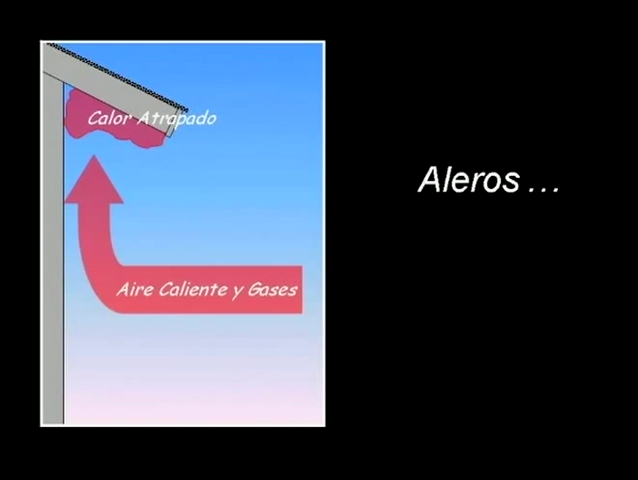 Calor Atrapado
Aleros ...
Aire Caliente y Gases